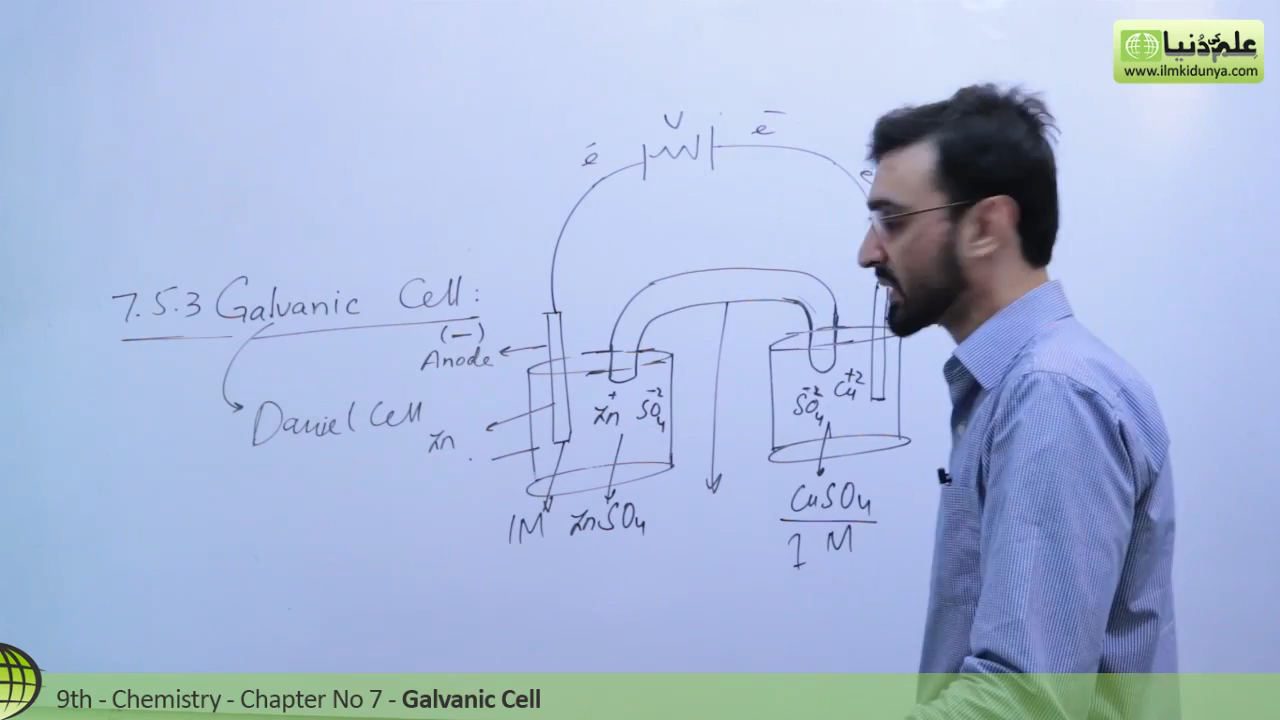 علم کی دُنیا
www.ilmkidunya.com
V
e⁻
e⁻
e
7.5.3 Galvanic Cell:
(−)
Anode
Daniel Cell
Zn
Zn⁺ SO₄⁻²
SO₄⁻² Cu⁺²
1M ZnSO₄
CuSO₄
1 M
9th - Chemistry - Chapter No 7 - Galvanic Cell